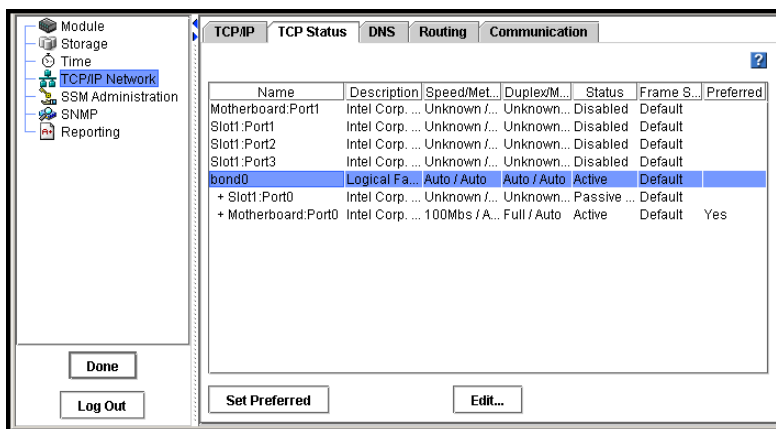 Module
Storage
Time
TCP/IP Network
SSM Administration
SNMP
Reporting
Done
Log Out
TCP/IP TCP Status DNS Routing Communication
?
Name Description Speed/Met... Duplex/M... Status Frame S... Preferred
Motherboard:Port1 Intel Corp. ... Unknown /... Unknown... Disabled Default
Slot1:Port1 Intel Corp. ... Unknown /... Unknown... Disabled Default
Slot1:Port2 Intel Corp. ... Unknown /... Unknown... Disabled Default
Slot1:Port3 Intel Corp. ... Unknown /... Unknown... Disabled Default
bond0 Logical Fa... Auto / Auto Auto / Auto Active Default
+ Slot1:Port0 Intel Corp. ... Unknown /... Unknown... Passive ... Default
+ Motherboard:Port0 Intel Corp. ... 100Mbs / A... Full / Auto Active Default Yes
Set Preferred Edit...